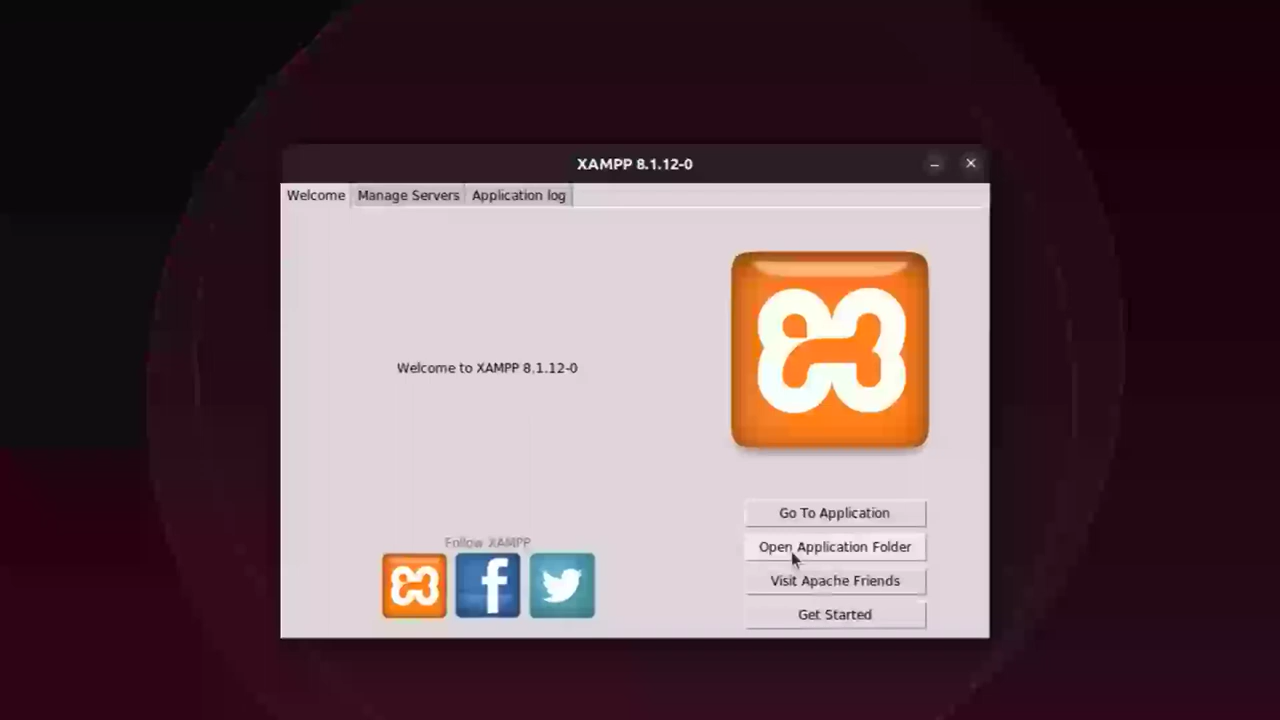 XAMPP 8.1.12-0
Welcome Manage Servers Application log
Welcome to XAMPP 8.1.12-0
Go To Application
Follow XAMPP
Open Application Folder
Visit Apache Friends
Get Started